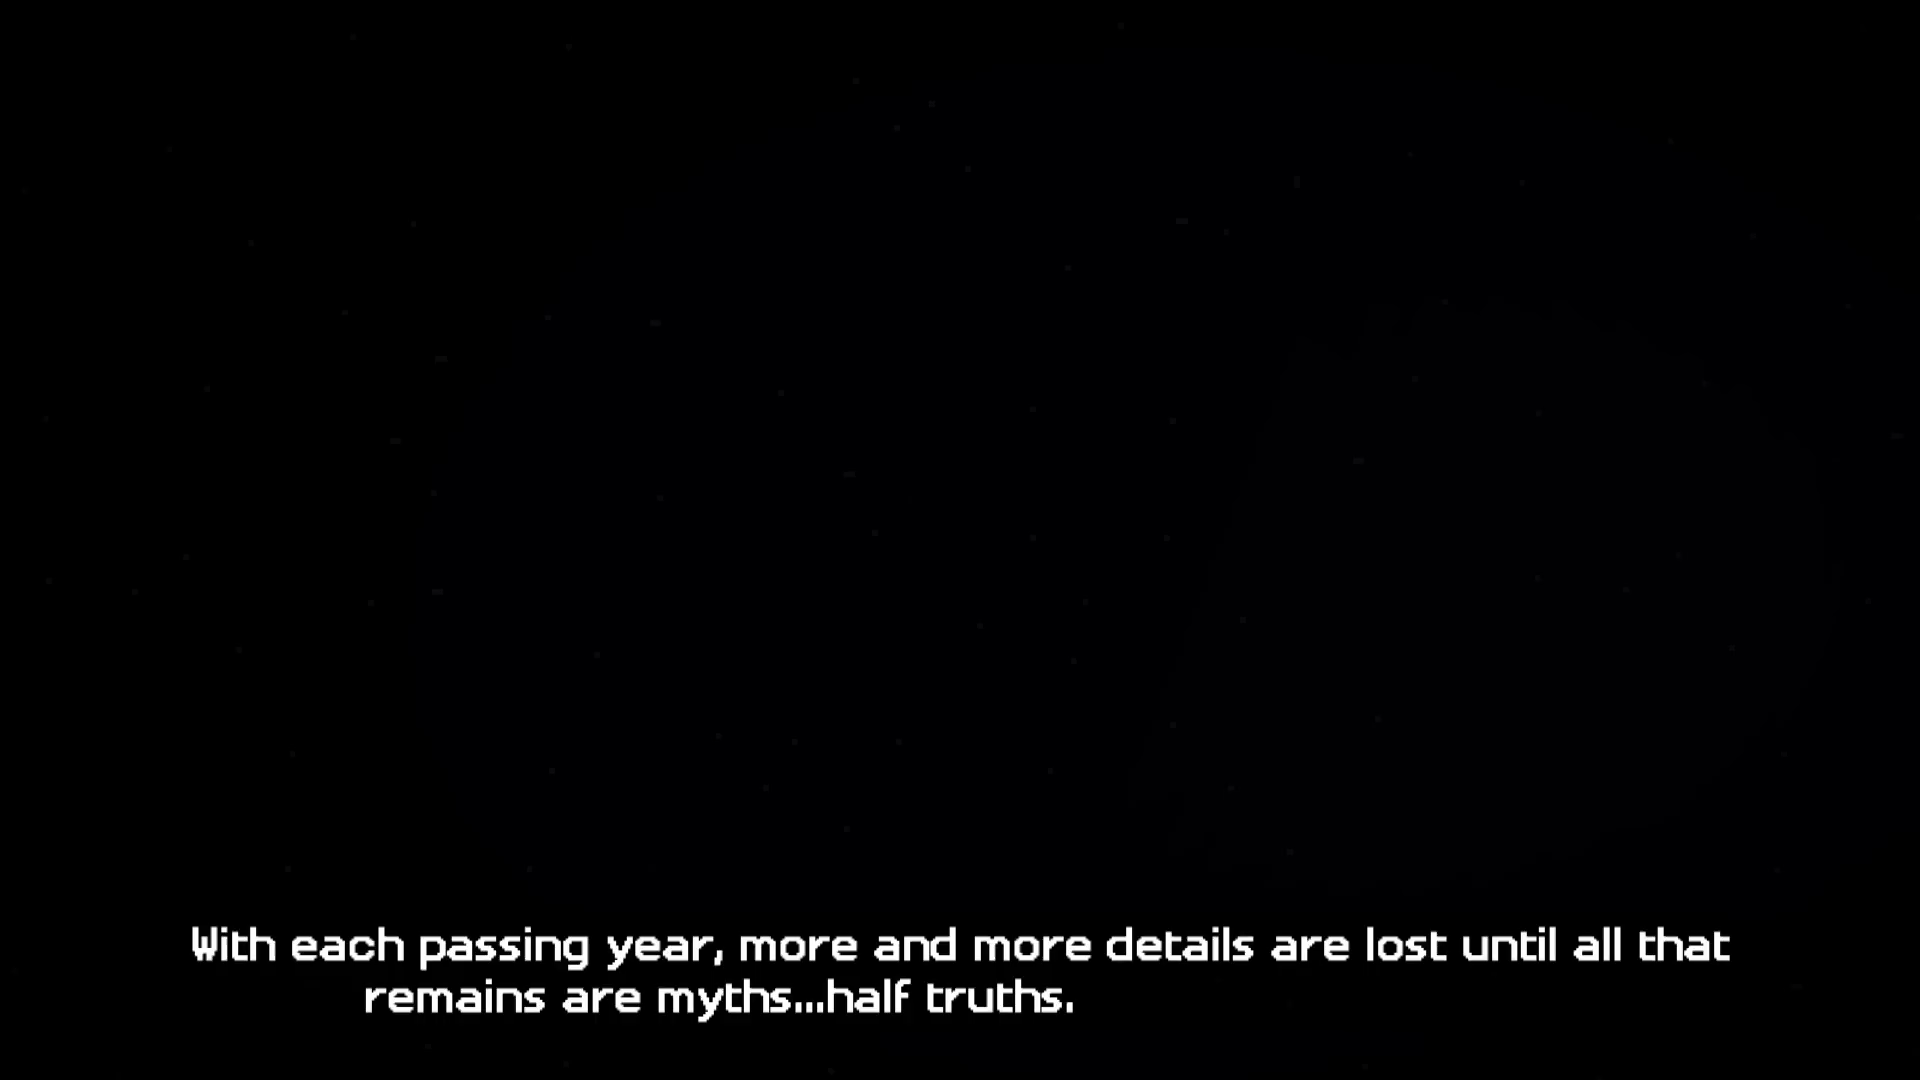 With each passing year, more and more details are lost until all that
remains are myths...half truths.